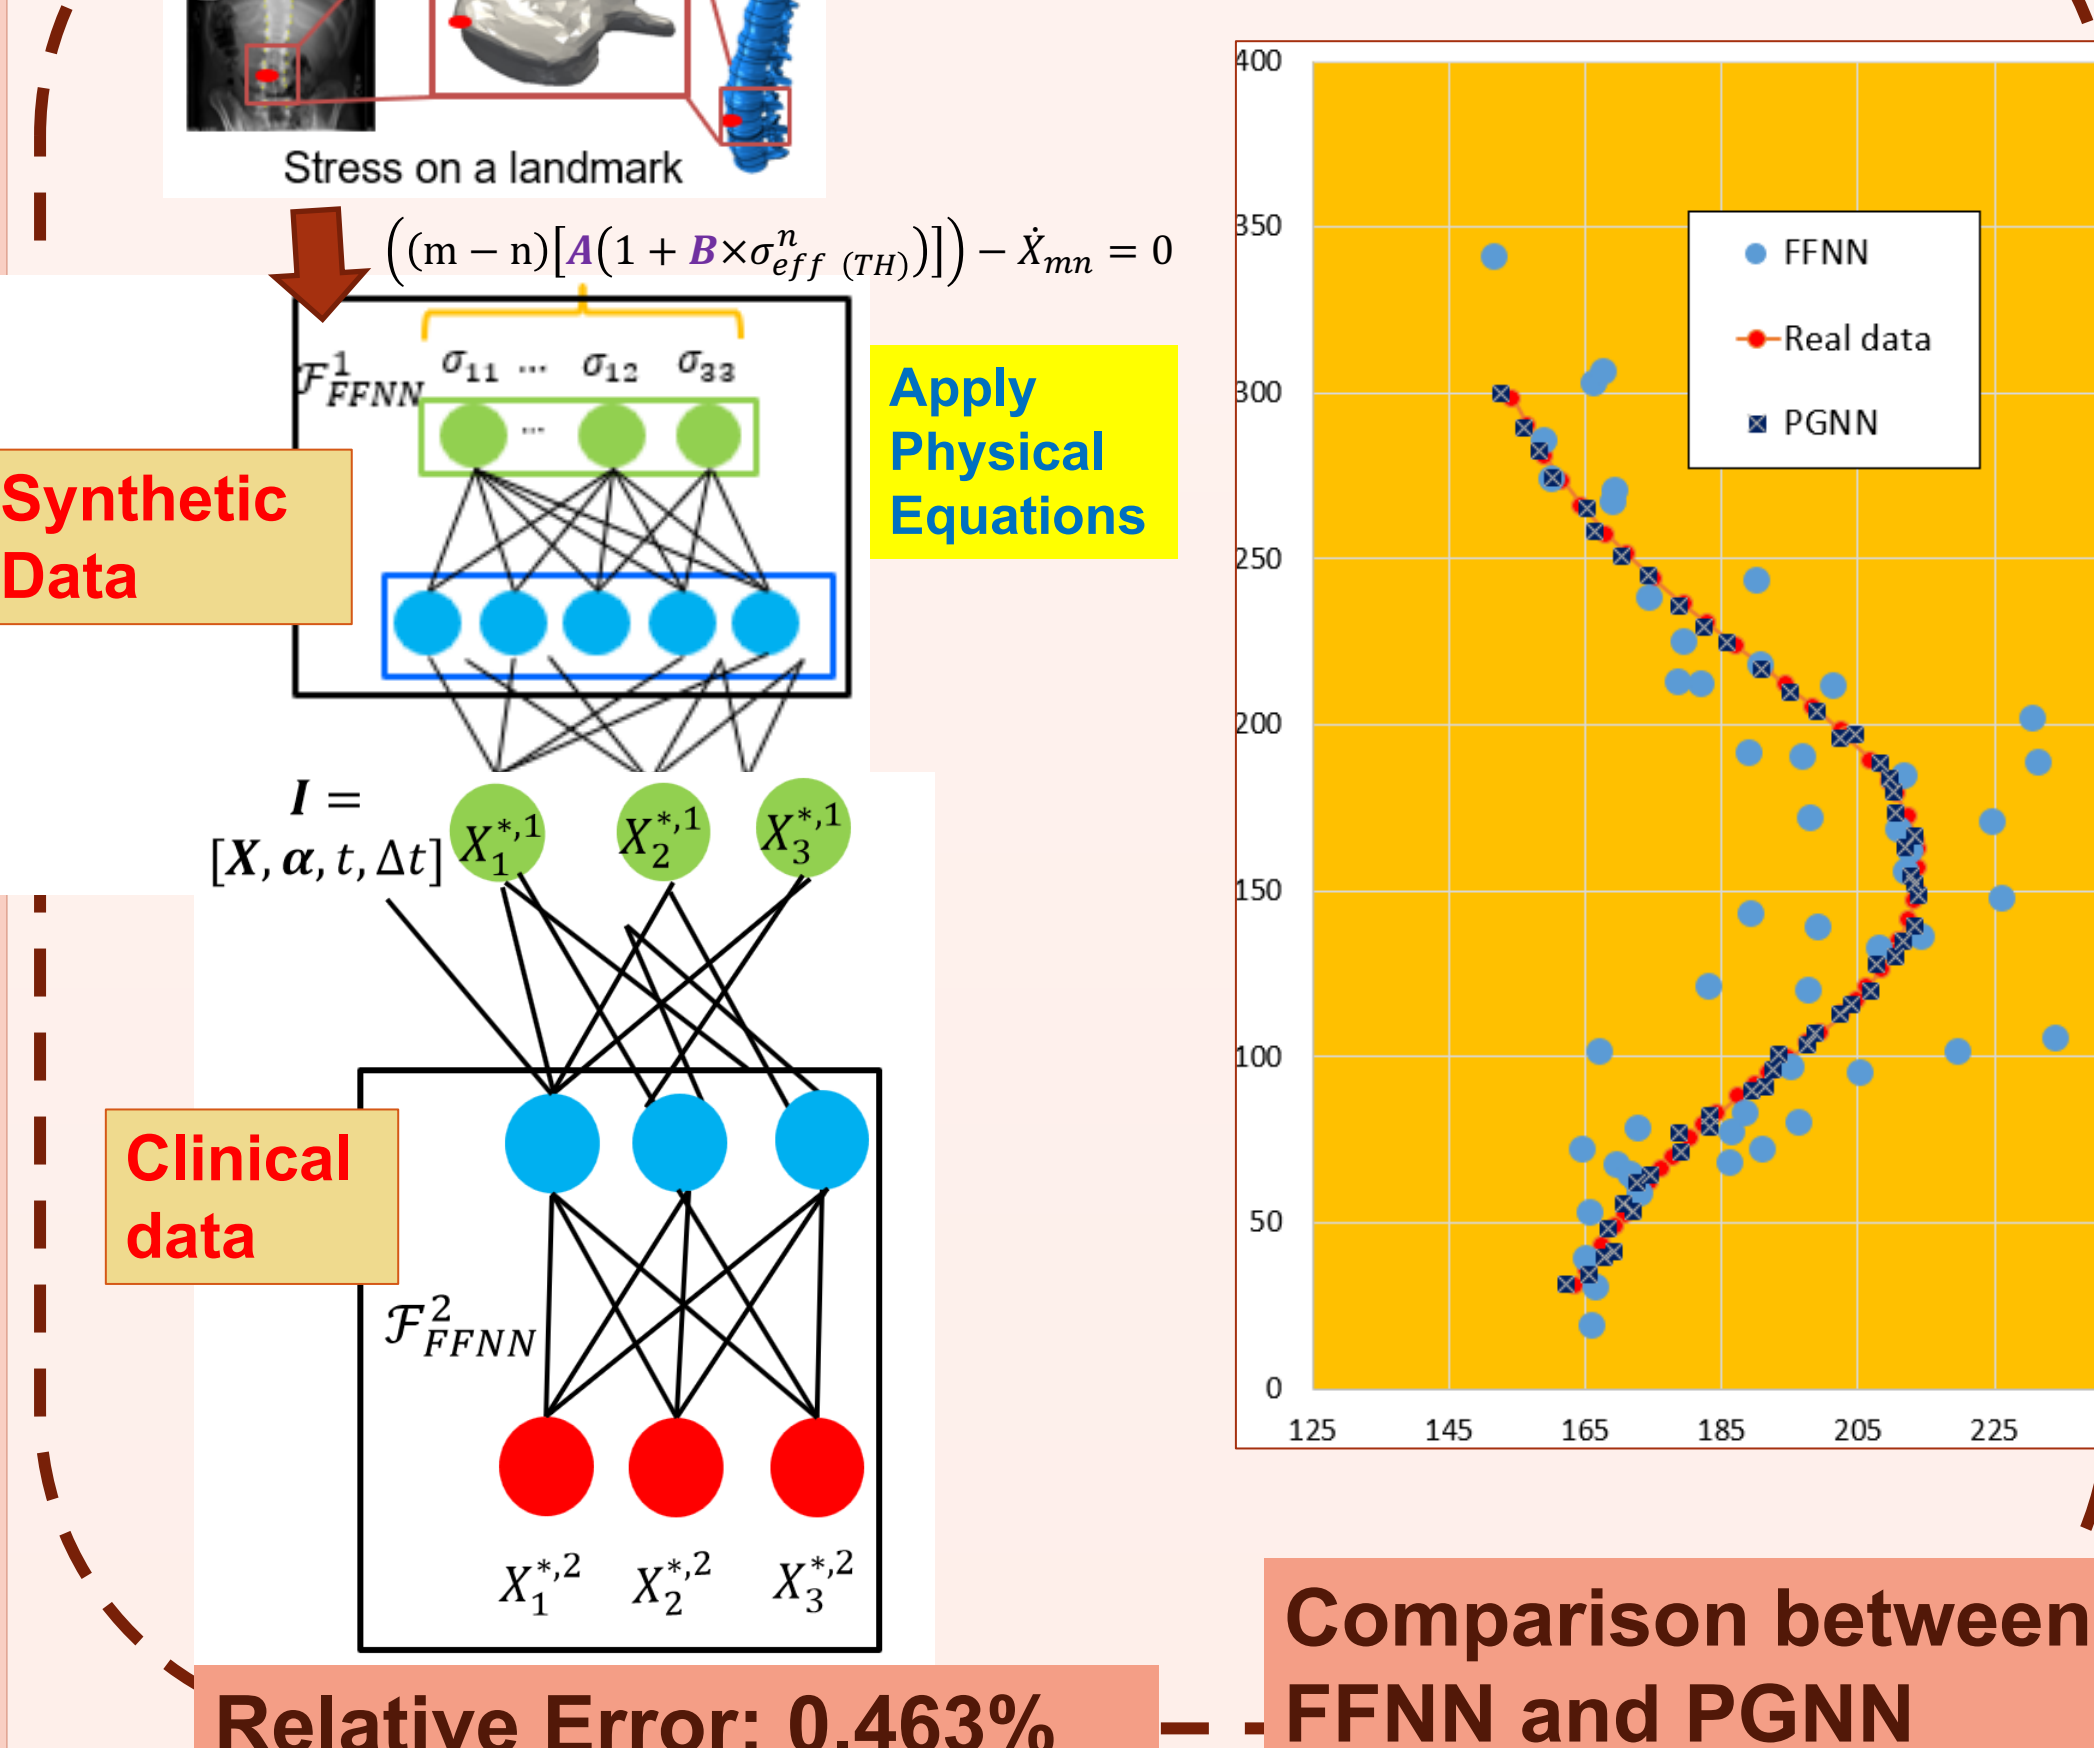 Stress on a landmark
((m − n)[A(1 + B×σⁿ_eff (TH))]) − Ẋ_mn = 0
ℱ¹_FFNN
σ₁₁ ... σ₁₂ σ₃₃
...
Apply
Physical
Equations
Synthetic
Data
I =
[X, α, t, Δt]
X₁*,¹ X₂*,¹ X₃*,¹
Clinical
data
ℱ²_FFNN
X₁*,² X₂*,² X₃*,²
Relative Error: 0.463%
400
350
300
250
200
150
100
50
0
125 145 165 185 205 225
FFNN
Real data
PGNN
Comparison between
FFNN and PGNN